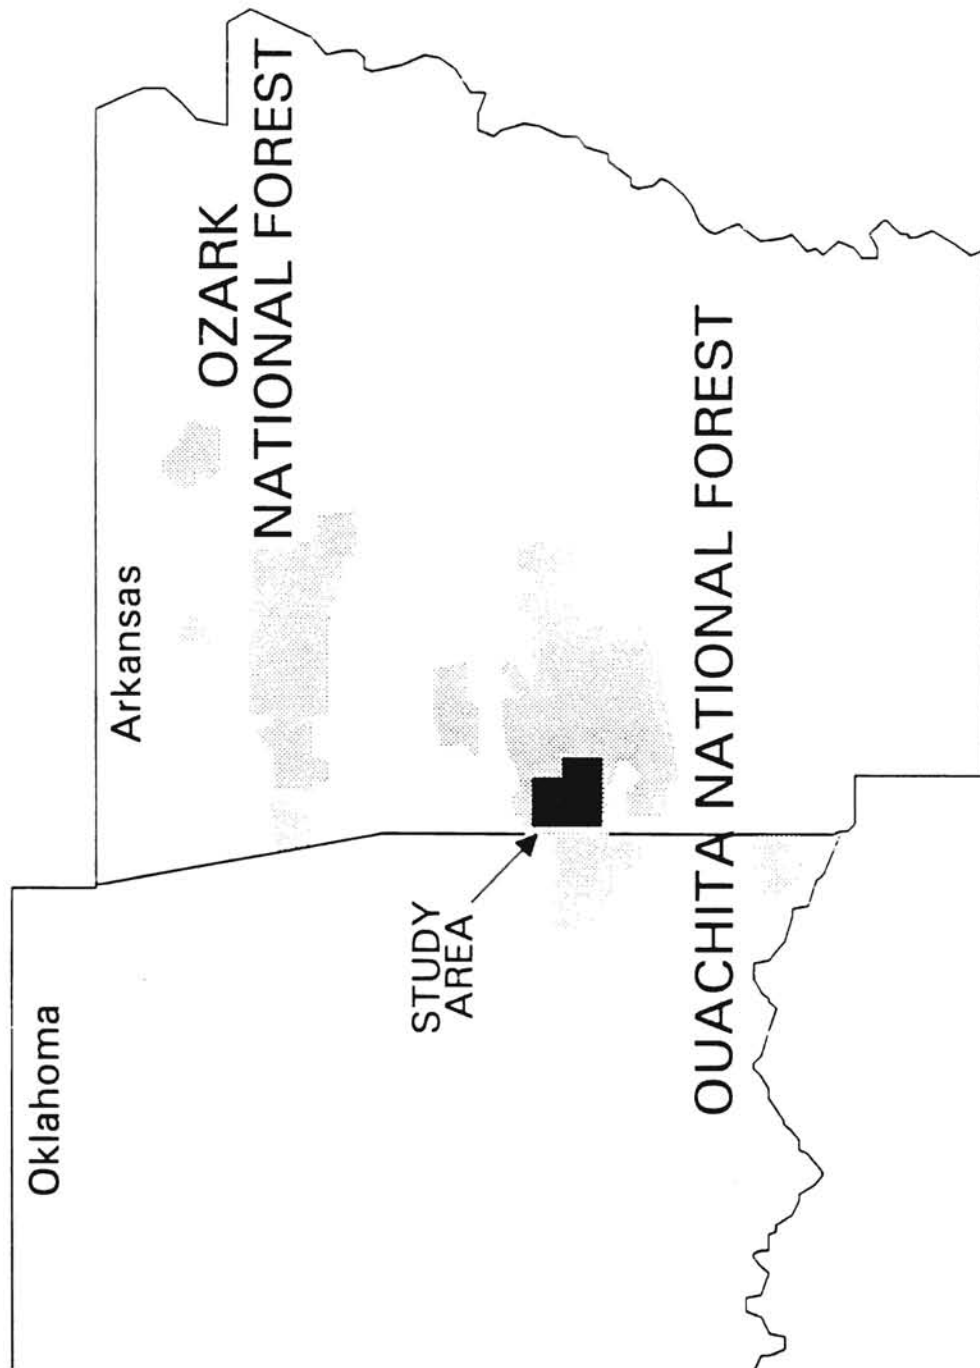 Oklahoma
Arkansas
OZARK
NATIONAL FOREST
STUDY
AREA
OUACHITA NATIONAL FOREST